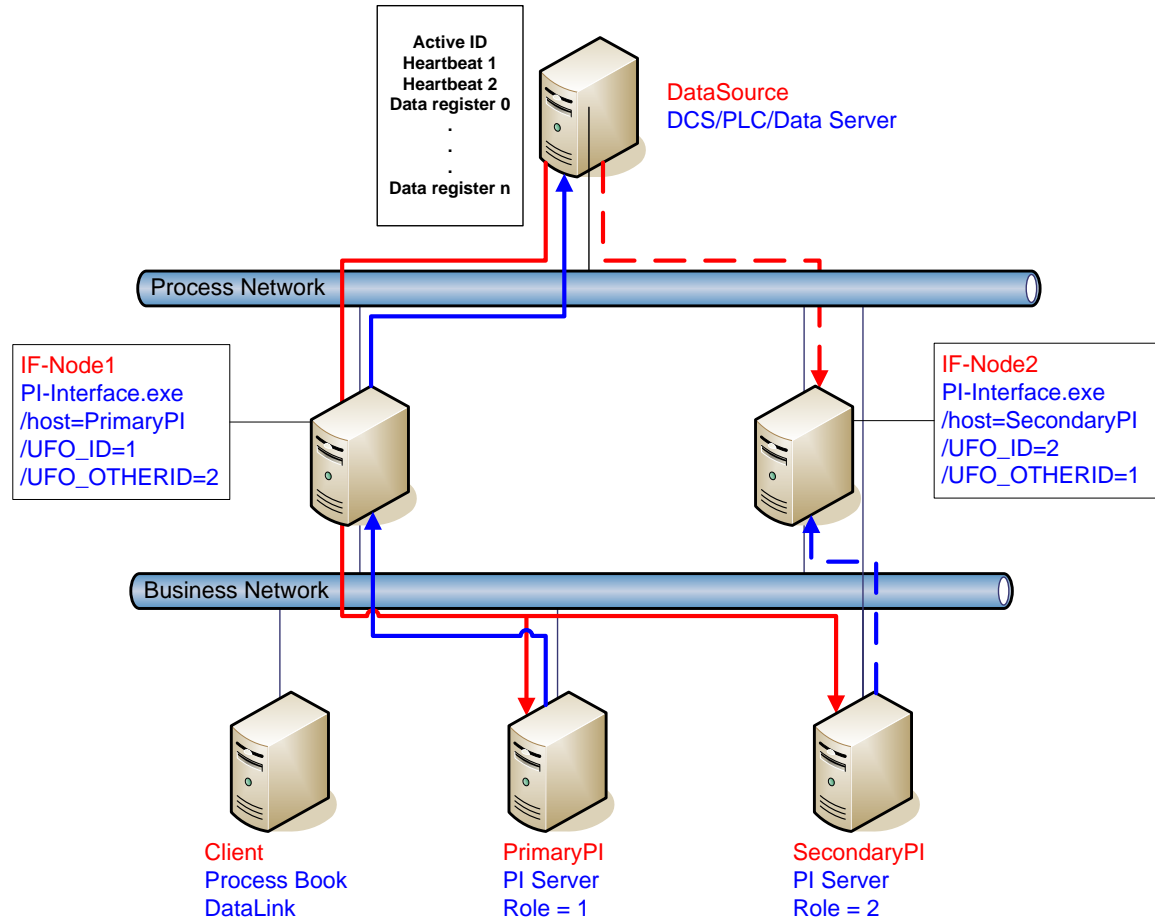 Active ID
Heartbeat 1
Heartbeat 2
Data register 0
.
.
.
Data register n
DataSource
DCS/PLC/Data Server
Process Network
IF-Node1
PI-Interface.exe
/host=PrimaryPI
/UFO_ID=1
/UFO_OTHERID=2
IF-Node2
PI-Interface.exe
/host=SecondaryPI
/UFO_ID=2
/UFO_OTHERID=1
Business Network
Client
Process Book
DataLink
PrimaryPI
PI Server
Role = 1
SecondaryPI
PI Server
Role = 2